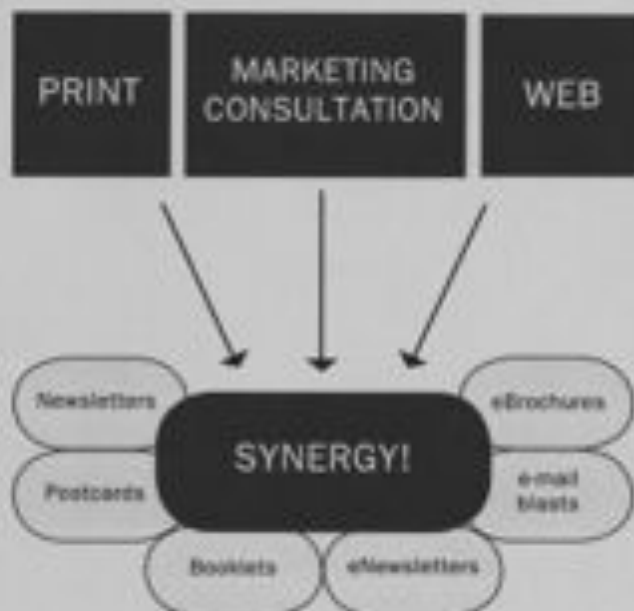 PRINT
MARKETING
CONSULTATION
WEB
Newsletters
eBrochures
SYNERGY!
Postcards
e-mail
blasts
Booklets
eNewsletters